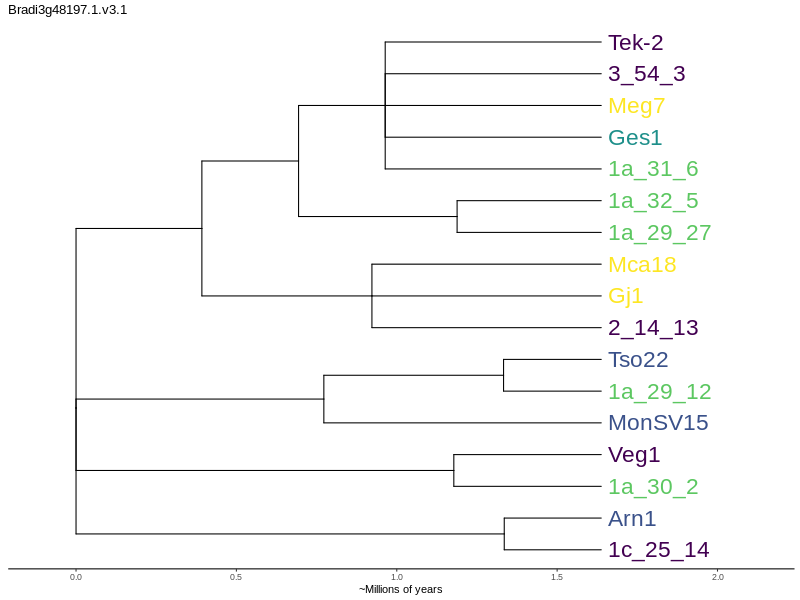 Bradi3g48197.1.v3.1
Tek-2
3_54_3
Meg7
Ges1
1a_31_6
1a_32_5
1a_29_27
Mca18
Gj1
2_14_13
Tso22
1a_29_12
MonSV15
Veg1
1a_30_2
Arn1
1c_25_14
0.0 0.5 1.0 1.5 2.0
~Millions of years